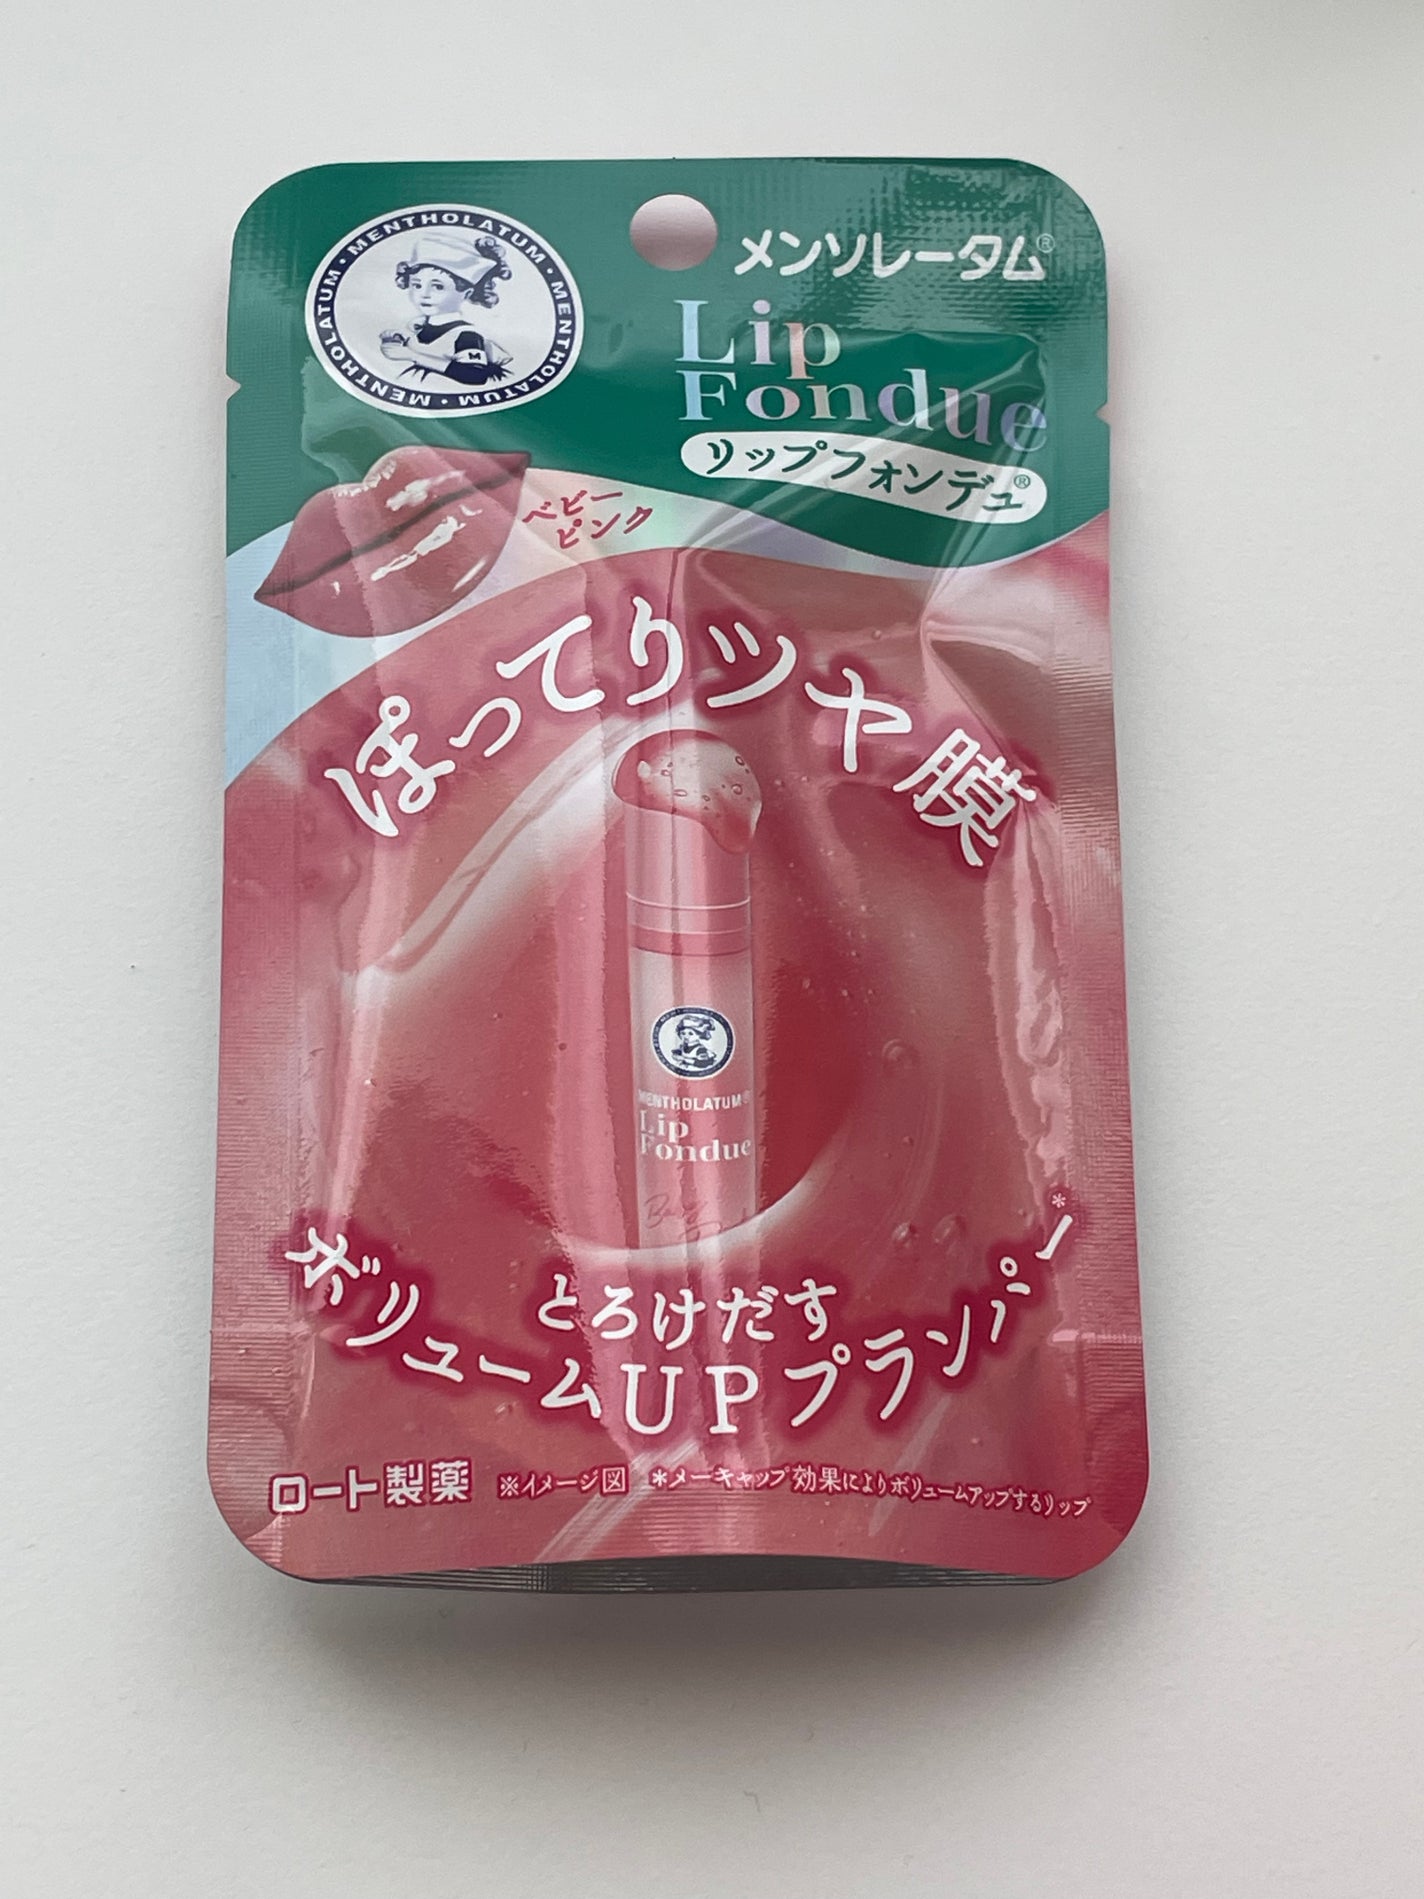 MENTHOLATUM · MENTHOLATUM · MENTHOLATUM ·
メンソレータム®
Lip
Fondue
リップフォンデュ®
ベビー
ピンク
ぽってりツヤ膜
MENTHOLATUM®
Lip
Fondue
とろけだす
ボリュームUPプランパー*
ロート製薬 ※イメージ図 *メーキャップ効果によりボリュームアップするリップ